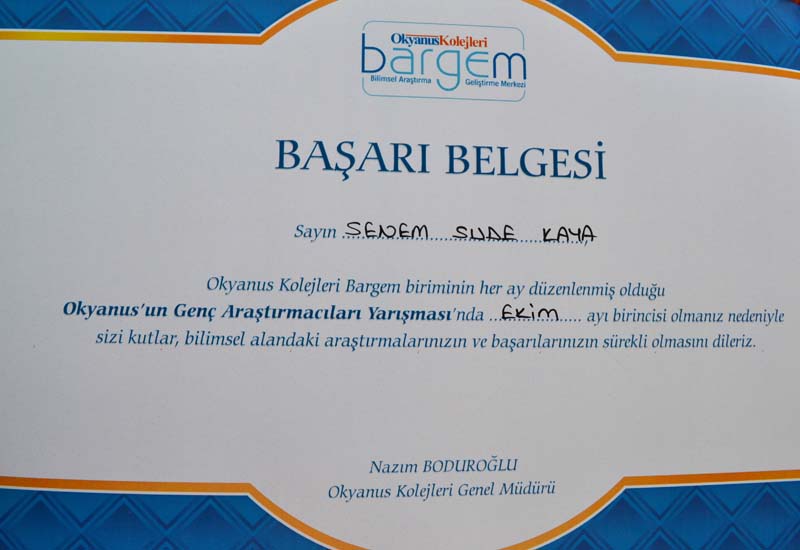 Okyanus Kolejleri
bargem
Bilimsel Araştırma Geliştirme Merkezi
BAŞARI BELGESİ
Sayın SENEM SUDE KAYA,
Okyanus Kolejleri Bargem biriminin her ay düzenlenmiş olduğu
Okyanus'un Genç Araştırmacıları Yarışması'nda ..EKİM..... ayı birincisi olmanız nedeniyle
sizi kutlar, bilimsel alandaki araştırmalarınızın ve başarılarınızın sürekli olmasını dileriz.
Nazım BODUROĞLU
Okyanus Kolejleri Genel Müdürü